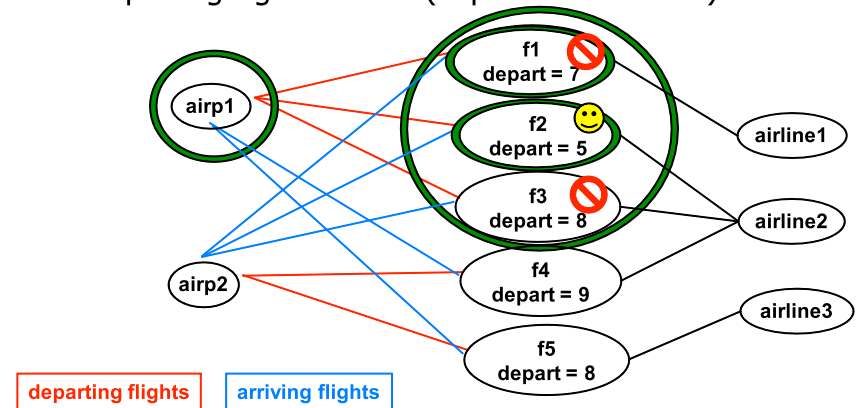 airp1
airp2
f1
depart = 7
f2
depart = 5
f3
depart = 8
f4
depart = 9
f5
depart = 8
airline1
airline2
airline3
departing flights
arriving flights